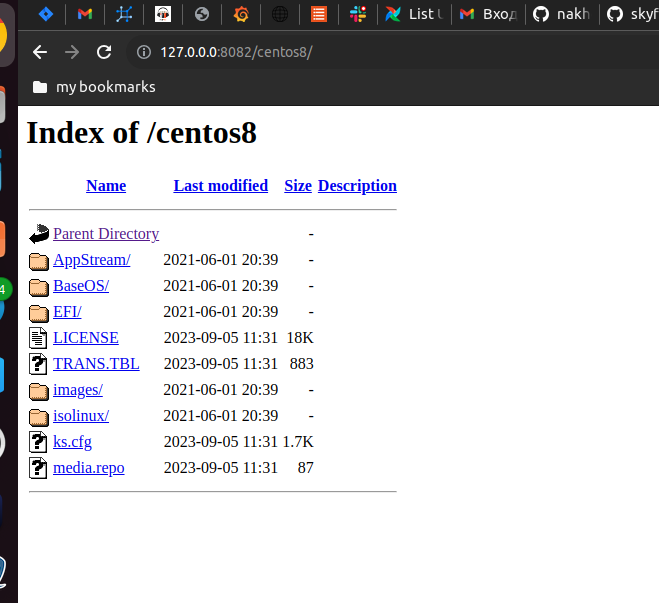 List
Вход
nakh
skyf
127.0.0.0:8082/centos8/
my bookmarks
Index of /centos8
Name Last modified Size Description
Parent Directory -
AppStream/ 2021-06-01 20:39 -
BaseOS/ 2021-06-01 20:39 -
EFI/ 2021-06-01 20:39 -
LICENSE 2023-09-05 11:31 18K
TRANS.TBL 2023-09-05 11:31 883
images/ 2021-06-01 20:39 -
isolinux/ 2021-06-01 20:39 -
ks.cfg 2023-09-05 11:31 1.7K
media.repo 2023-09-05 11:31 87
4